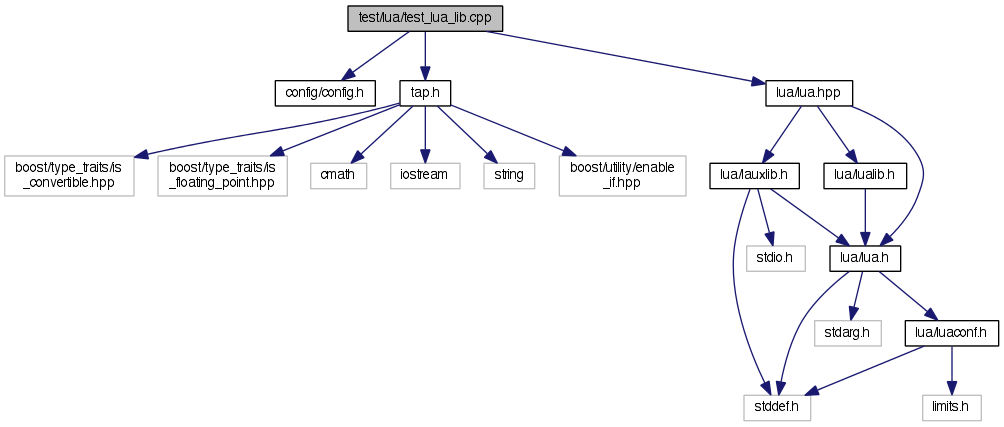 test/lua/test_lua_lib.cpp
config/config.h
tap.h
lua/lua.hpp
boost/type_traits/is
_convertible.hpp
boost/type_traits/is
_floating_point.hpp
cmath
iostream
string
boost/utility/enable
_if.hpp
lua/lauxlib.h
lua/lualib.h
stdio.h
lua/lua.h
stdarg.h
lua/luaconf.h
stddef.h
limits.h